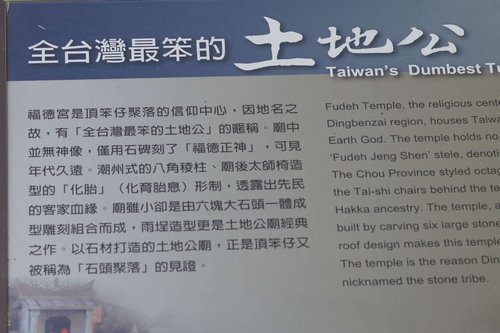 全台灣最笨的土地公
Taiwan's Dumbest Tu
福德宮是頂笨仔聚落的信仰中心，因地名之
故，有「全台灣最笨的土地公」的暱稱。廟中
並無神像，僅用石碑刻了「福德正神」，可見
年代久遠。潮州式的八角稜柱、廟後太師椅造
型的「化胎」（化育胎息）形制，透露出先民
的客家血緣。廟雖小卻是由六塊大石頭一體成
型雕刻組合而成，雨埕造型更是土地公廟經典
之作。以石材打造的土地公廟，正是頂笨仔又
被稱為「石頭聚落」的見證。
Fudeh Temple, the religious cent
Dingbenzai region, houses Taiwa
Earth God. The temple holds no
'Fudeh Jeng Shen' stele, denotin
The Chou Province styled octag
the Tai-shi chairs behind the te
Hakka ancestry. The temple, a
built by carving six large stone
roof design makes this temple
The temple is the reason Din
nicknamed the stone tribe.